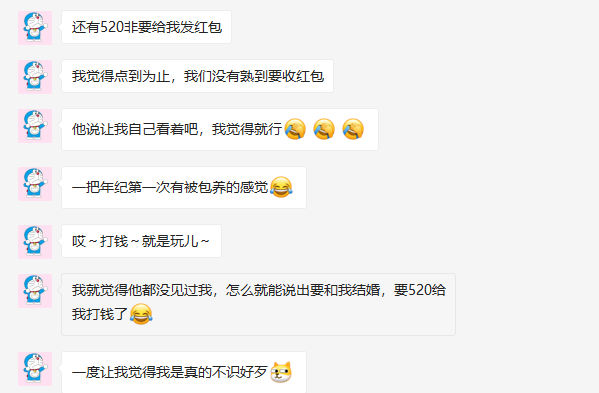 还有520非要给我发红包
我觉得点到为止，我们没有熟到要收红包
他说让我自己看着吧，我觉得就行🤣🤣🤣
一把年纪第一次有被包养的感觉😂
哎～打钱～就是玩儿～
我就觉得他都没见过我，怎么就能说出要和我结婚，要520给
我打钱了😂
一度让我觉得我是真的不识好歹